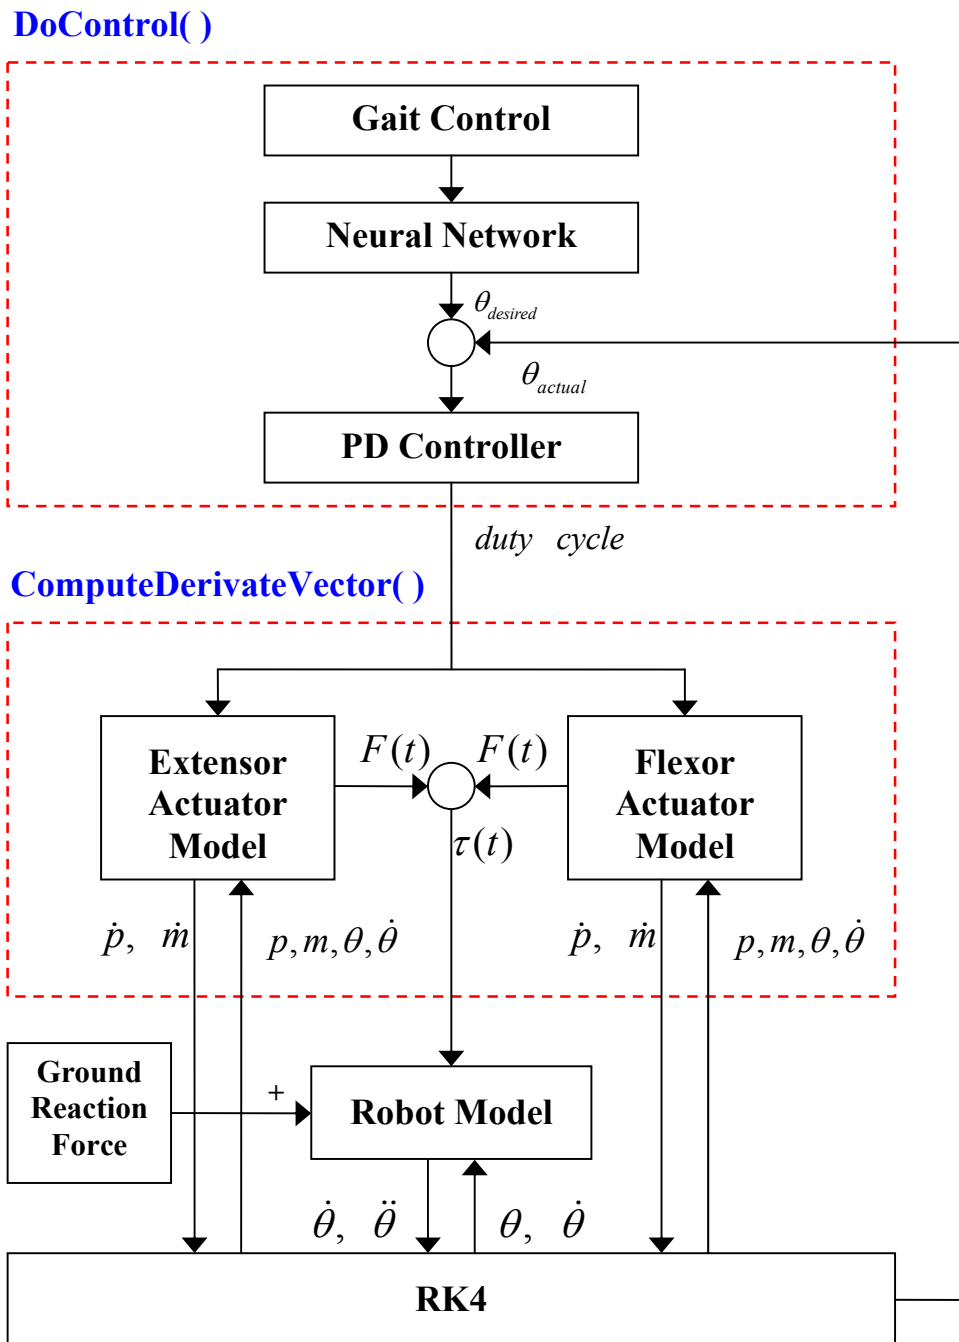 DoControl( )
Gait Control
Neural Network
θdesired
θactual
PD Controller
duty cycle
ComputeDerivateVector( )
Extensor
Actuator
Model
F(t)
F(t)
Flexor
Actuator
Model
τ(t)
ṗ, ṁ
p, m, θ, θ̇
ṗ, ṁ
p, m, θ, θ̇
Ground
Reaction
Force
+
Robot Model
θ̇, θ̈
θ, θ̇
RK4